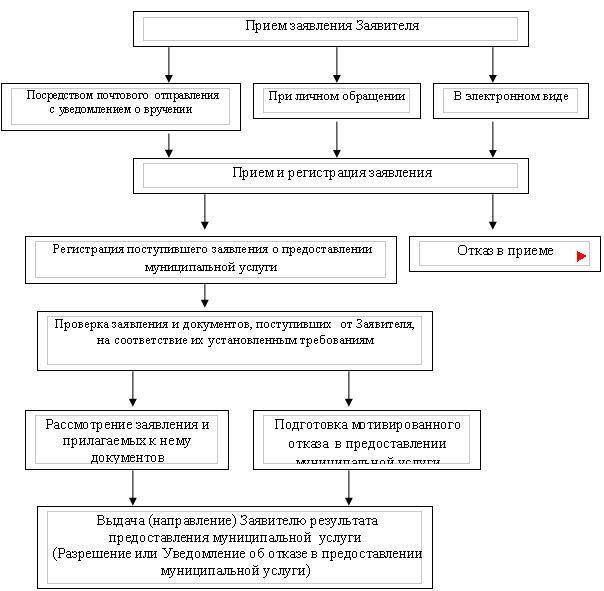 Прием заявления Заявителя
Посредством почтового отправления
с уведомлением о вручении
При личном обращении
В электронном виде
Прием и регистрация заявления
Регистрация поступившего заявления о предоставлении
муниципальной услуги
Отказ в приеме
Проверка заявления и документов, поступивших от Заявителя,
на соответствие их установленным требованиям
Рассмотрение заявления и
прилагаемых к нему
документов
Подготовка мотивированного
отказа в предоставлении
муниципальной услуги
Выдача (направление) Заявителю результата
предоставления муниципальной услуги
(Разрешение или Уведомление об отказе в предоставлении
муниципальной услуги)